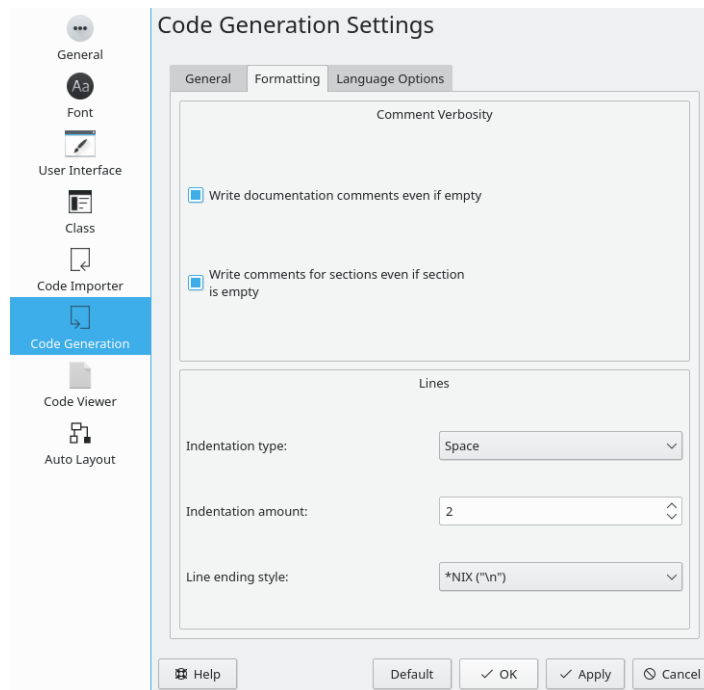 Code Generation Settings
General
Font
User Interface
Class
Code Importer
Code Generation
Code Viewer
Auto Layout
General Formatting Language Options
Comment Verbosity
Write documentation comments even if empty
Write comments for sections even if section
is empty
Lines
Indentation type: Space
Indentation amount: 2
Line ending style: *NIX ("\n")
Help Default OK Apply Cancel